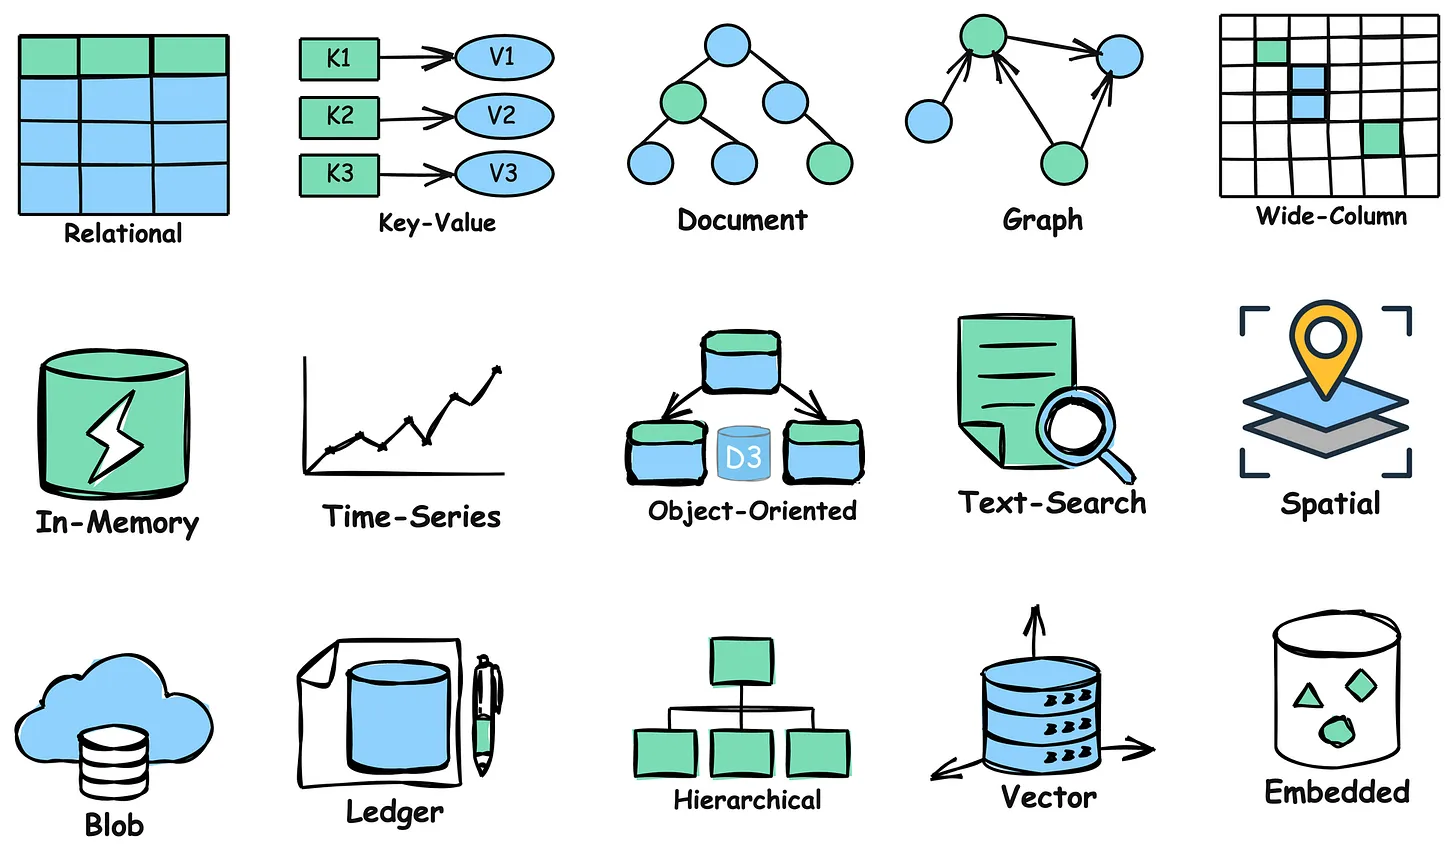 K1
V1
K2
V2
K3
V3
Relational
Key-Value
Document
Graph
Wide-Column
D3
In-Memory
Time-Series
Object-Oriented
Text-Search
Spatial
Blob
Ledger
Hierarchical
Vector
Embedded